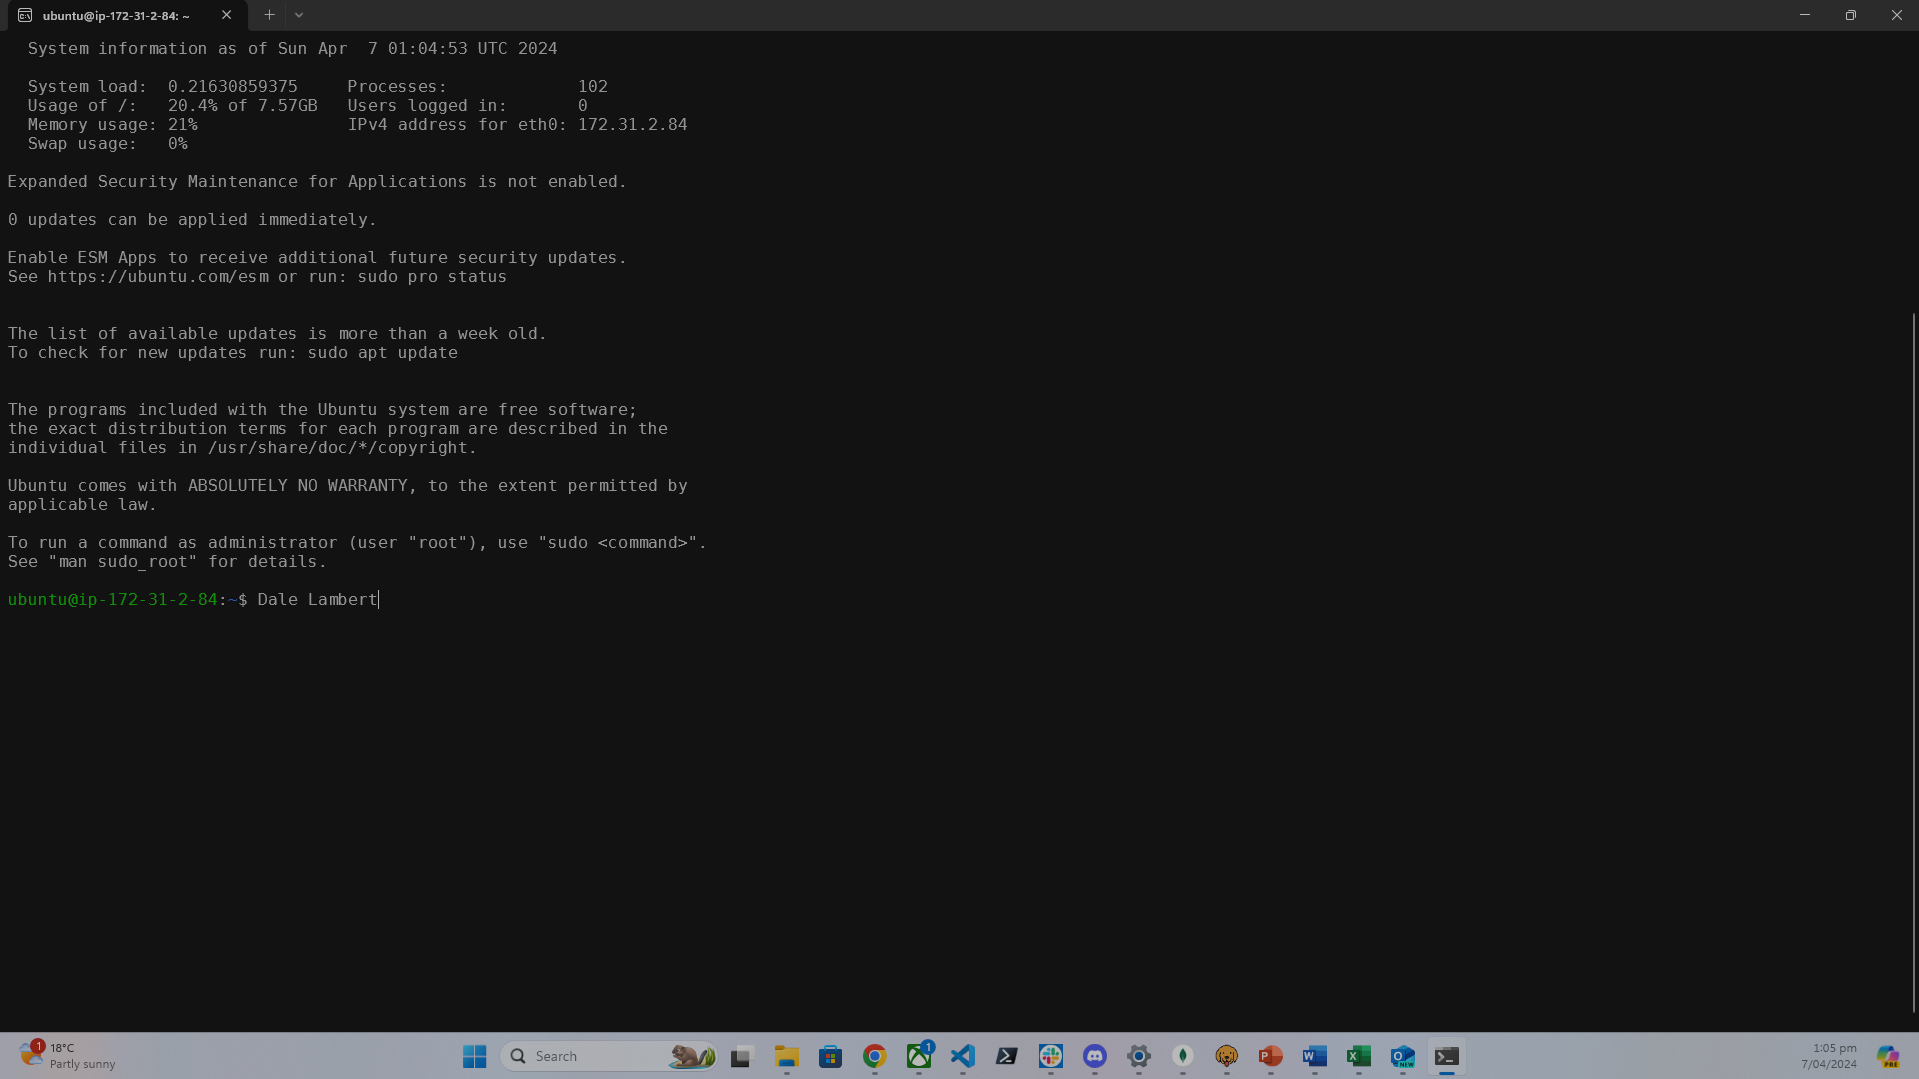 ubuntu@ip-172-31-2-84: ~
System information as of Sun Apr  7 01:04:53 UTC 2024
System load:  0.21630859375     Processes:             102
Usage of /:   20.4% of 7.57GB   Users logged in:       0
Memory usage: 21%               IPv4 address for eth0: 172.31.2.84
Swap usage:   0%
Expanded Security Maintenance for Applications is not enabled.
0 updates can be applied immediately.
Enable ESM Apps to receive additional future security updates.
See https://ubuntu.com/esm or run: sudo pro status
The list of available updates is more than a week old.
To check for new updates run: sudo apt update
The programs included with the Ubuntu system are free software;
the exact distribution terms for each program are described in the
individual files in /usr/share/doc/*/copyright.
Ubuntu comes with ABSOLUTELY NO WARRANTY, to the extent permitted by
applicable law.
To run a command as administrator (user "root"), use "sudo <command>".
See "man sudo_root" for details.
ubuntu@ip-172-31-2-84:~$ Dale Lambert
1
18°C
Partly sunny
Search
1
P
W
X
O
NEW
1:05 pm
7/04/2024
PRE